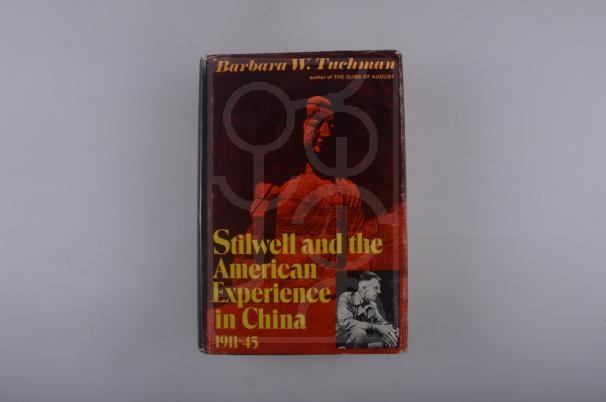 Barbara W. Tuchman
author of THE GUNS OF AUGUST
Stilwell and the
American
Experience
in China
1911-45